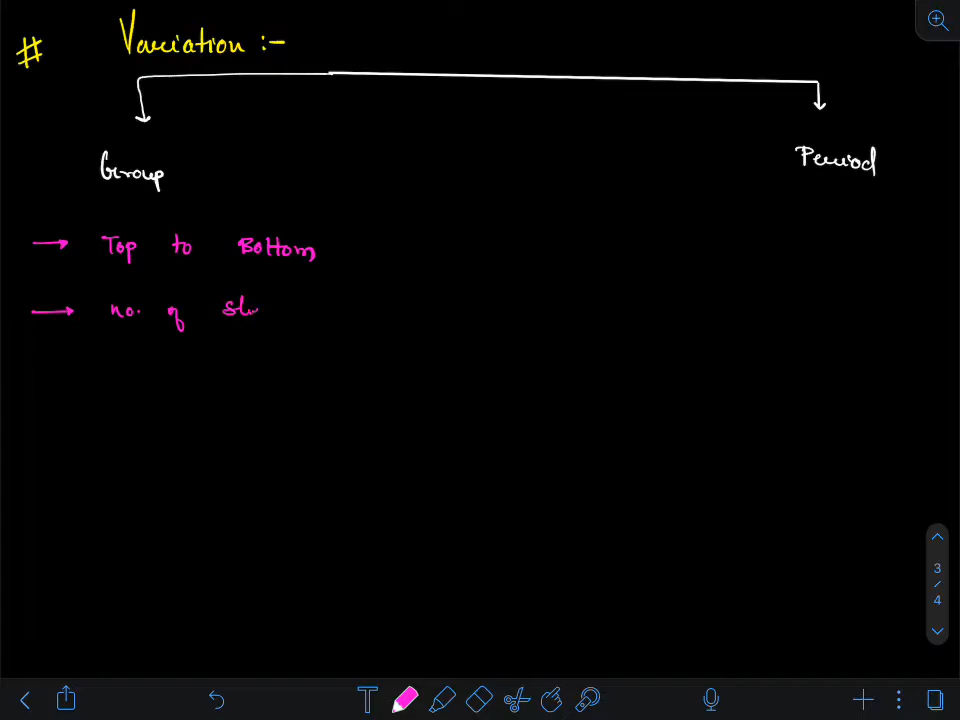 # Variation :-
Group
Period
→ Top to Bottom
→ no. of
3
/
4
T